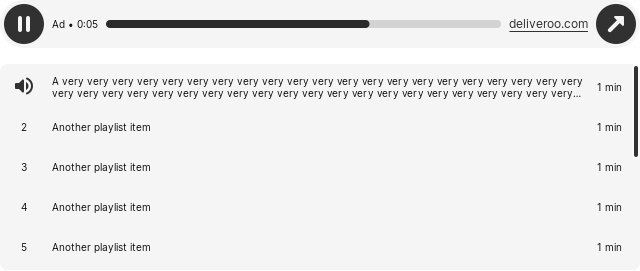 Ad • 0:05
deliveroo.com
A very very very very very very very very very very very very very very very very very very very very very
very very very very very very very very very very very very very very very very very very very very very...
1 min
2 Another playlist item 1 min
3 Another playlist item 1 min
4 Another playlist item 1 min
5 Another playlist item 1 min